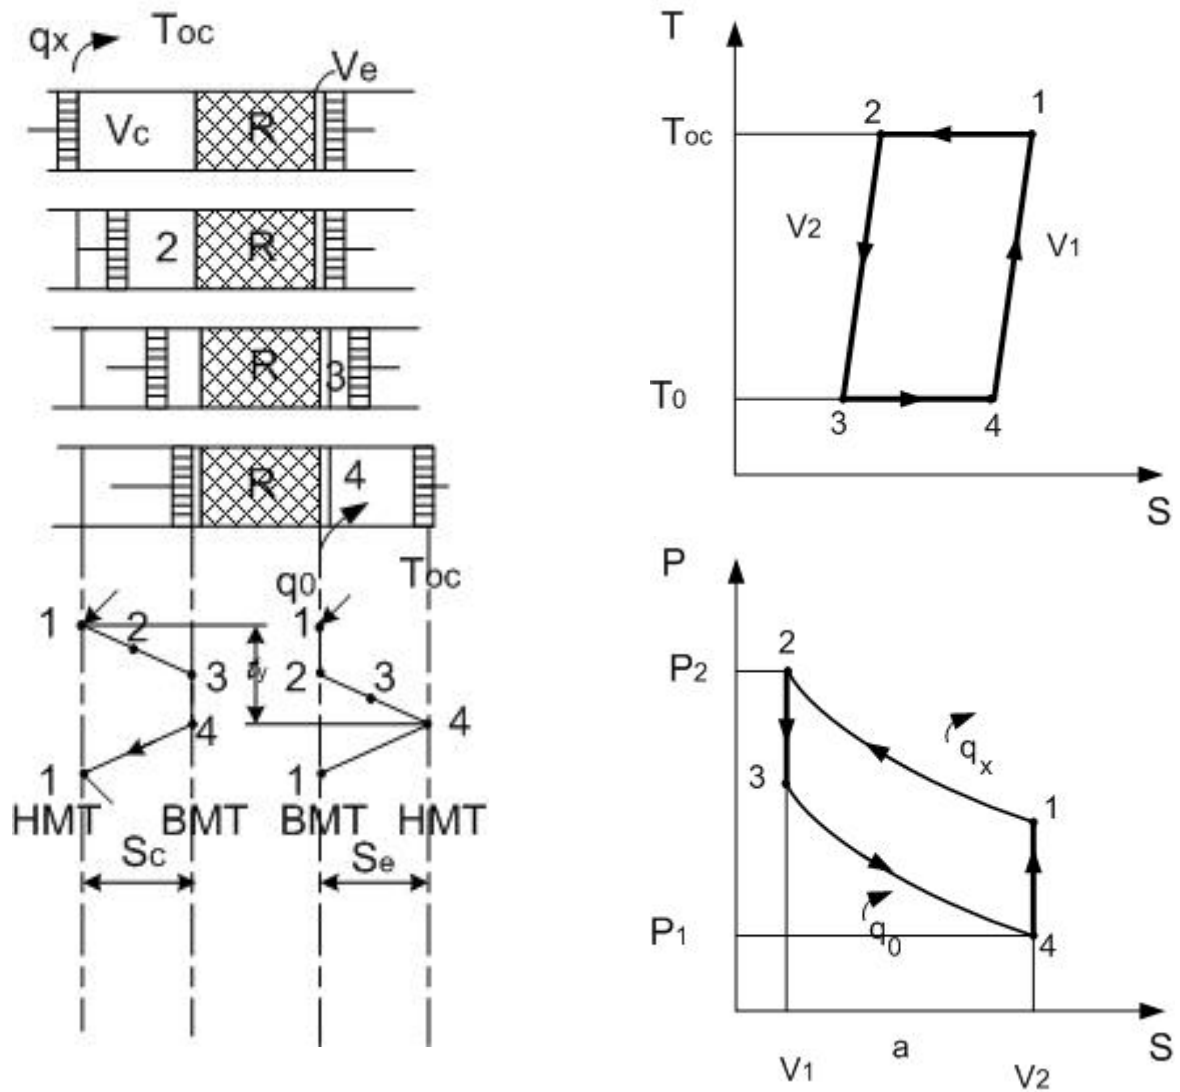 qx Toc
Ve
Vc R
2 R
R 3
R 4
q0 Toc
1 1
2
3 2 3
4 4
1 1
HMT BMT BMT HMT
Sc Se
T
Toc 2 1
V2 V1
T0
3 4
S
P
2
P2
qx
3 1
q0
P1 4
S
a
V1 V2